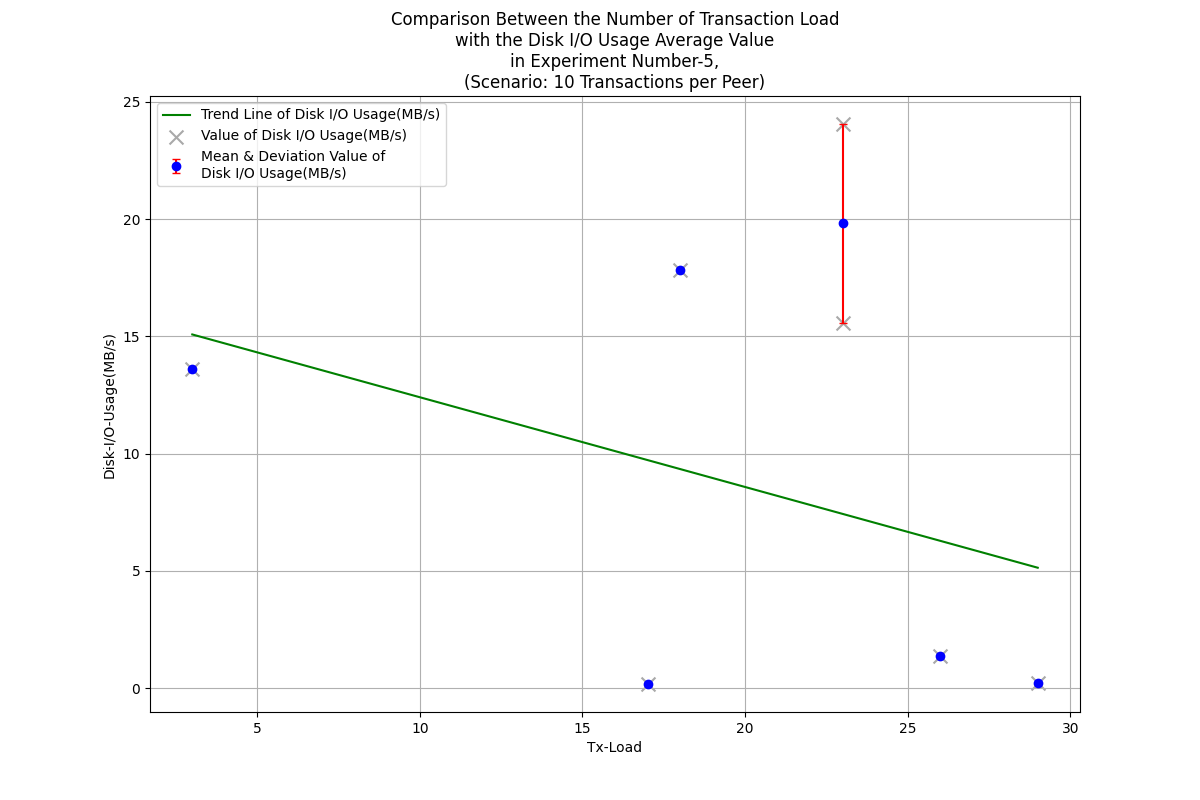 Comparison Between the Number of Transaction Load
with the Disk I/O Usage Average Value
in Experiment Number-5,
(Scenario: 10 Transactions per Peer)
Trend Line of Disk I/O Usage(MB/s)
Value of Disk I/O Usage(MB/s)
Mean & Deviation Value of
Disk I/O Usage(MB/s)
Disk-I/O-Usage(MB/s)
25
20
15
10
5
0
5
10
15
20
25
30
Tx-Load